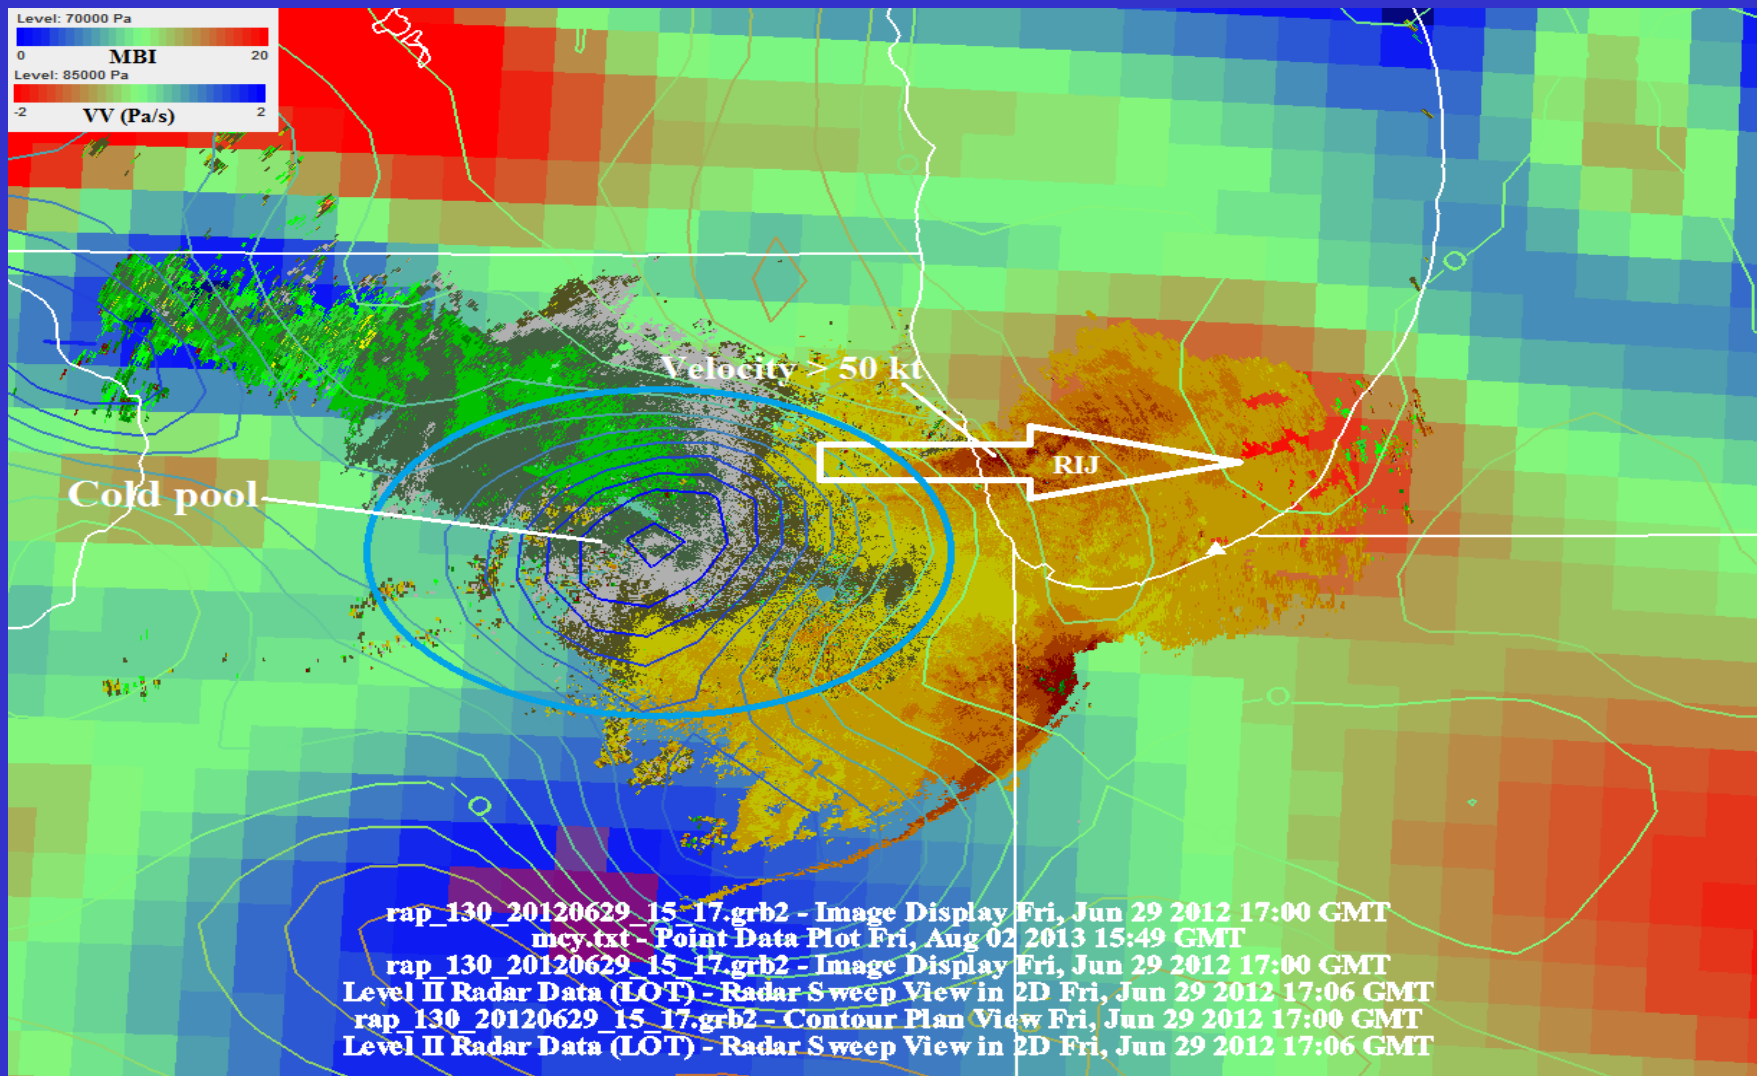 Level: 70000 Pa
0 MBI 20
Level: 85000 Pa
-2 VV (Pa/s) 2
Velocity > 50 kt
RIJ
Cold pool
rap_130_20120629_15_17.grb2 - Image Display Fri, Jun 29 2012 17:00 GMT
mcy.txt - Point Data Plot Fri, Aug 02 2013 15:49 GMT
rap_130_20120629_15_17.grb2 - Image Display Fri, Jun 29 2012 17:00 GMT
Level II Radar Data (LOT) - Radar Sweep View in 2D Fri, Jun 29 2012 17:06 GMT
rap_130_20120629_15_17.grb2 - Contour Plan View Fri, Jun 29 2012 17:00 GMT
Level II Radar Data (LOT) - Radar Sweep View in 2D Fri, Jun 29 2012 17:06 GMT